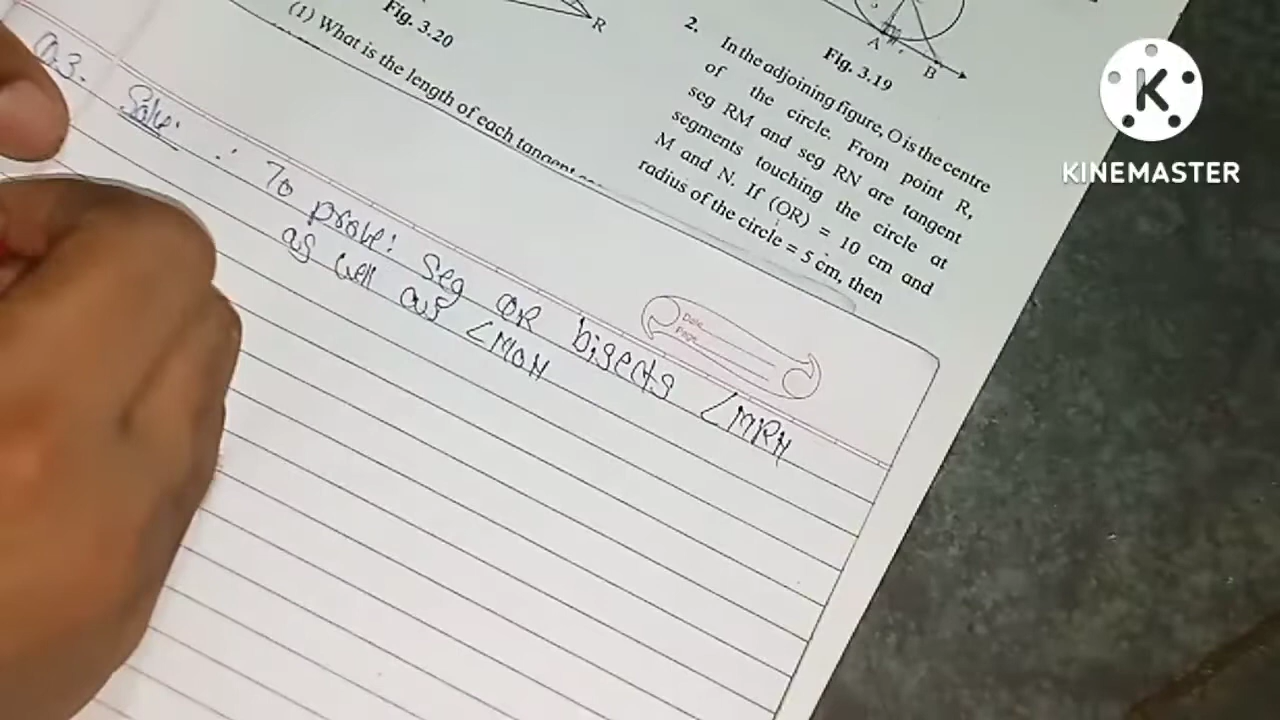 R
Fig. 3.20
(1) What is the length of each tangent
A
B
Fig. 3.19
2. In the adjoining figure, O is the centre
of the circle. From point R,
seg RM and seg RN are tangent
segments touching the circle at
M and N. If (OR) = 10 cm and
radius of the circle = 5 cm, then
Q.3.
To prove: Seg OR bisects ∠MRN
as well as ∠MON
Date
Page
K
KINEMASTER